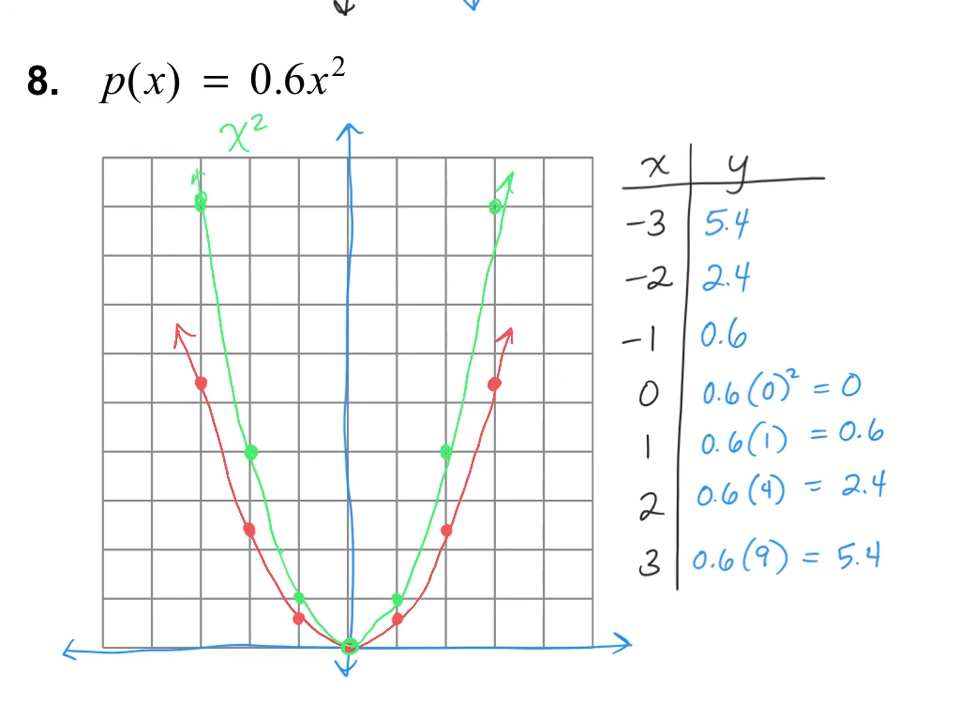 8. p(x) = 0.6x²
x²
x y
-3 5.4
-2 2.4
-1 0.6
0 0.6(0)² = 0
1 0.6(1) = 0.6
2 0.6(4) = 2.4
3 0.6(9) = 5.4